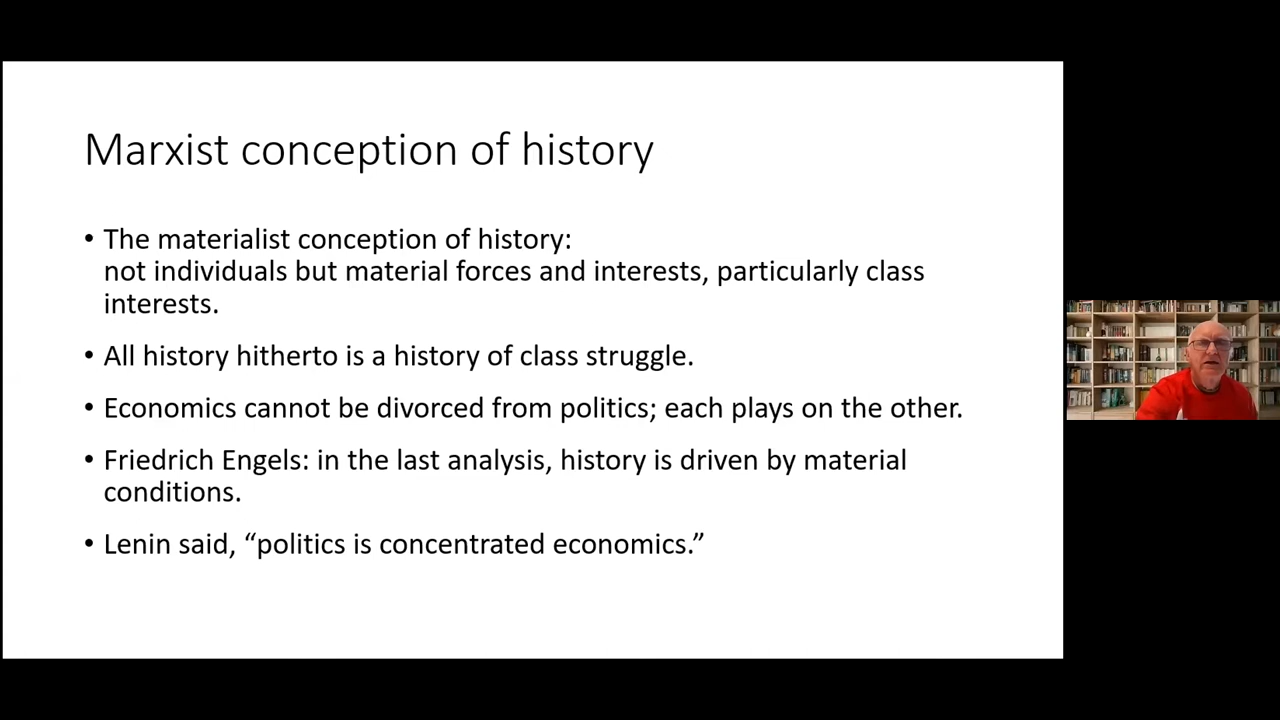 Marxist conception of history
• The materialist conception of history:
not individuals but material forces and interests, particularly class
interests.
• All history hitherto is a history of class struggle.
• Economics cannot be divorced from politics; each plays on the other.
• Friedrich Engels: in the last analysis, history is driven by material
conditions.
• Lenin said, “politics is concentrated economics.”